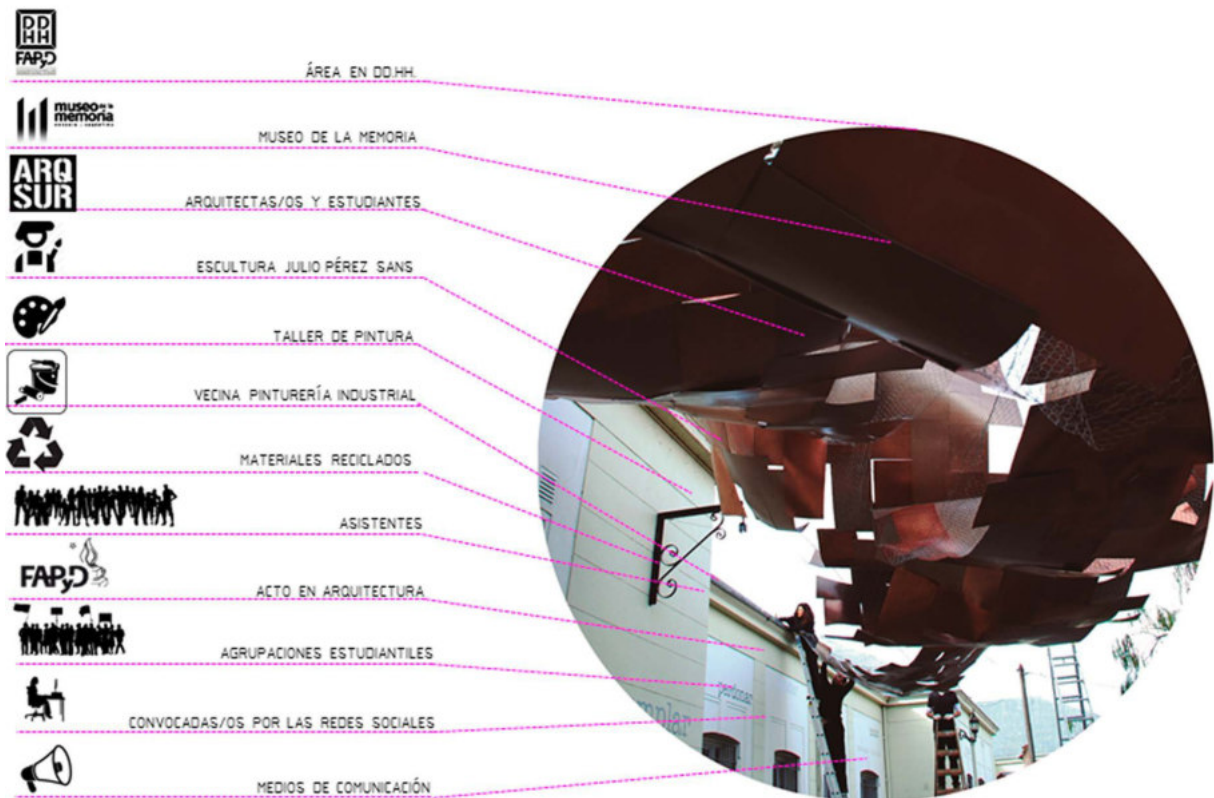 DD
HH
FAPyD
ÁREA EN DD.HH.
museo de la
memoria
MUSEO DE LA MEMORIA
ARQ
SUR
ARQUITECTAS/OS Y ESTUDIANTES
ESCULTURA JULIO PÉREZ SANS
TALLER DE PINTURA
VECINA PINTURERÍA INDUSTRIAL
MATERIALES RECICLADOS
ASISTENTES
FAPyD
ACTO EN ARQUITECTURA
AGRUPACIONES ESTUDIANTILES
CONVOCADAS/OS POR LAS REDES SOCIALES
MEDIOS DE COMUNICACIÓN